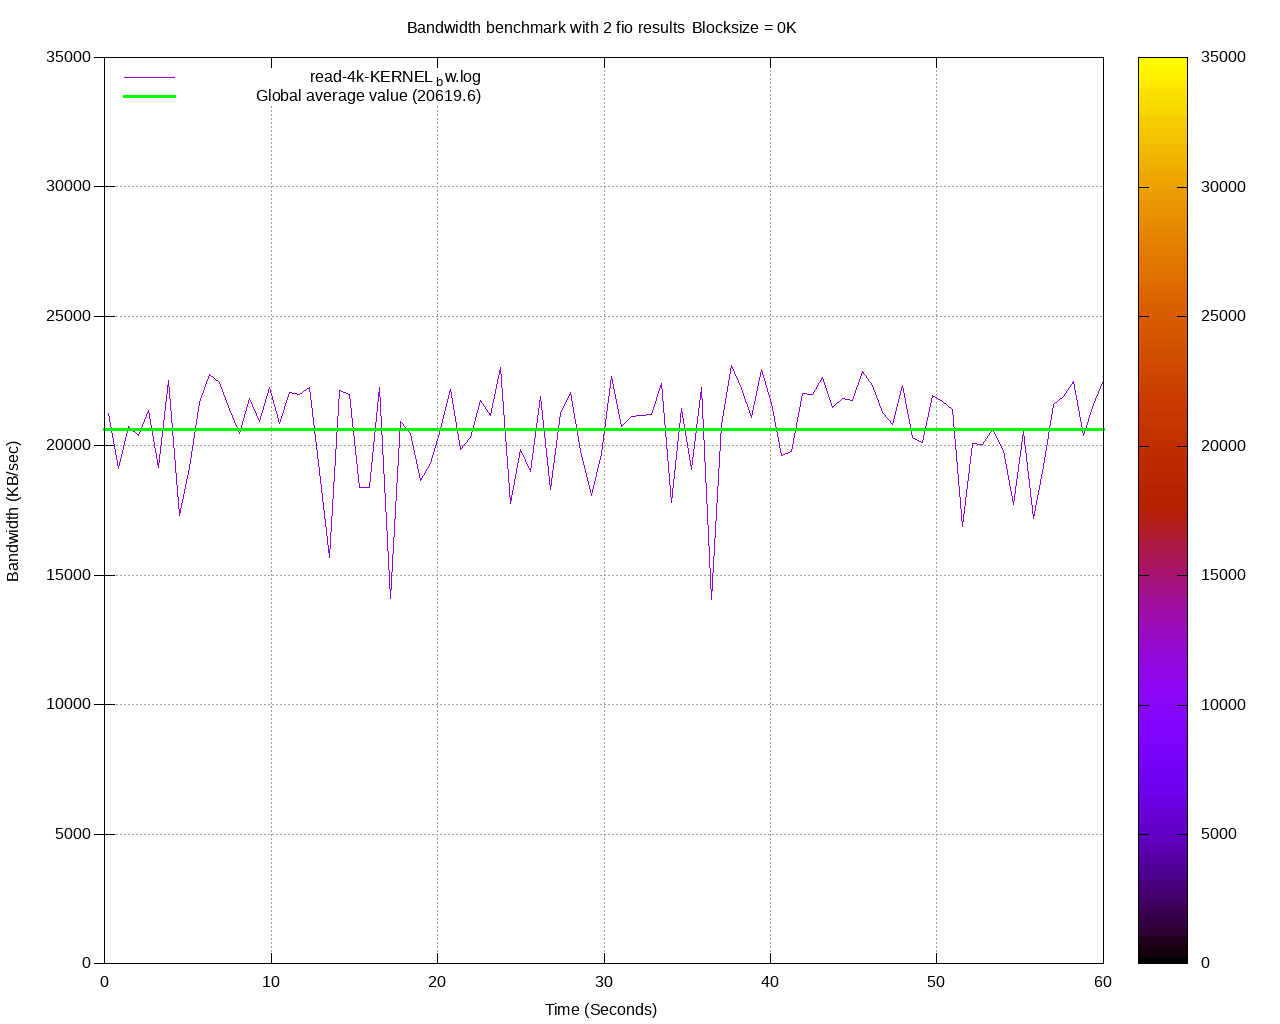 Bandwidth benchmark with 2 fio results Blocksize = 0K
read-4k-KERNEL_bw.log
Global average value (20619.6)
35000
30000
25000
20000
15000
10000
5000
0
Bandwidth (KB/sec)
0 10 20 30 40 50 60
Time (Seconds)
35000
30000
25000
20000
15000
10000
5000
0